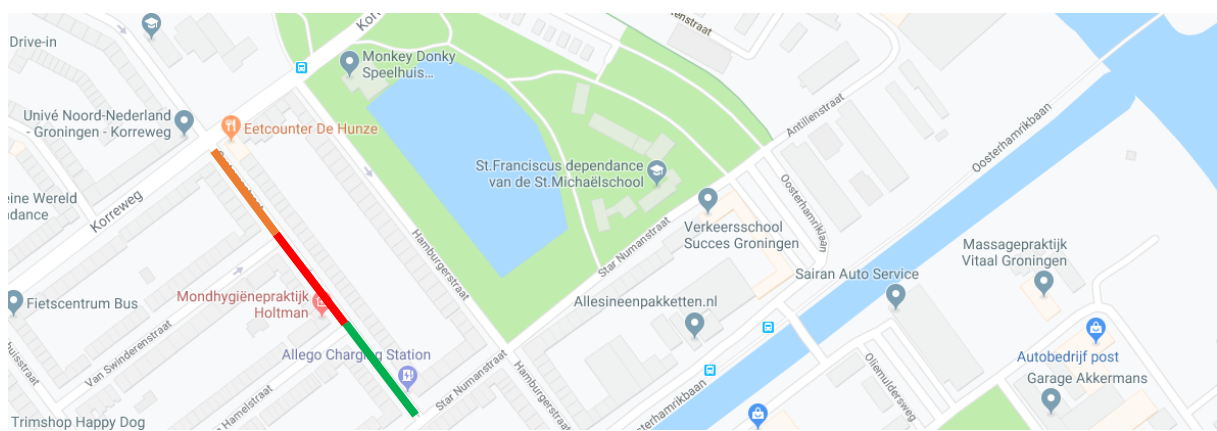 Drive-in
Univé Noord-Nederland
- Groningen - Korreweg
Eetcounter De Hunze
Monkey Donky
Speelhuis...
St.Franciscus dependance
van de St.Michaëlschool
Antillenstraat
Oosterhamrikbaan
Oosterhamriklaan
eine Wereld
ndance
Korreweg
Hamburgerstraat
Star Numanstraat
Verkeersschool
Succes Groningen
Massagepraktijk
Vitaal Groningen
Sairan Auto Service
Fietscentrum Bus
Mondhygiënepraktijk
Holtman
Allesineenpakketten.nl
Van Swinderenstraat
Allego Charging Station
Autobedrijf post
Garage Akkermans
Star Numanstraat
Hamburgerstraat
Oosterhamrikbaan
Oliemuldersweg
Trimshop Happy Dog